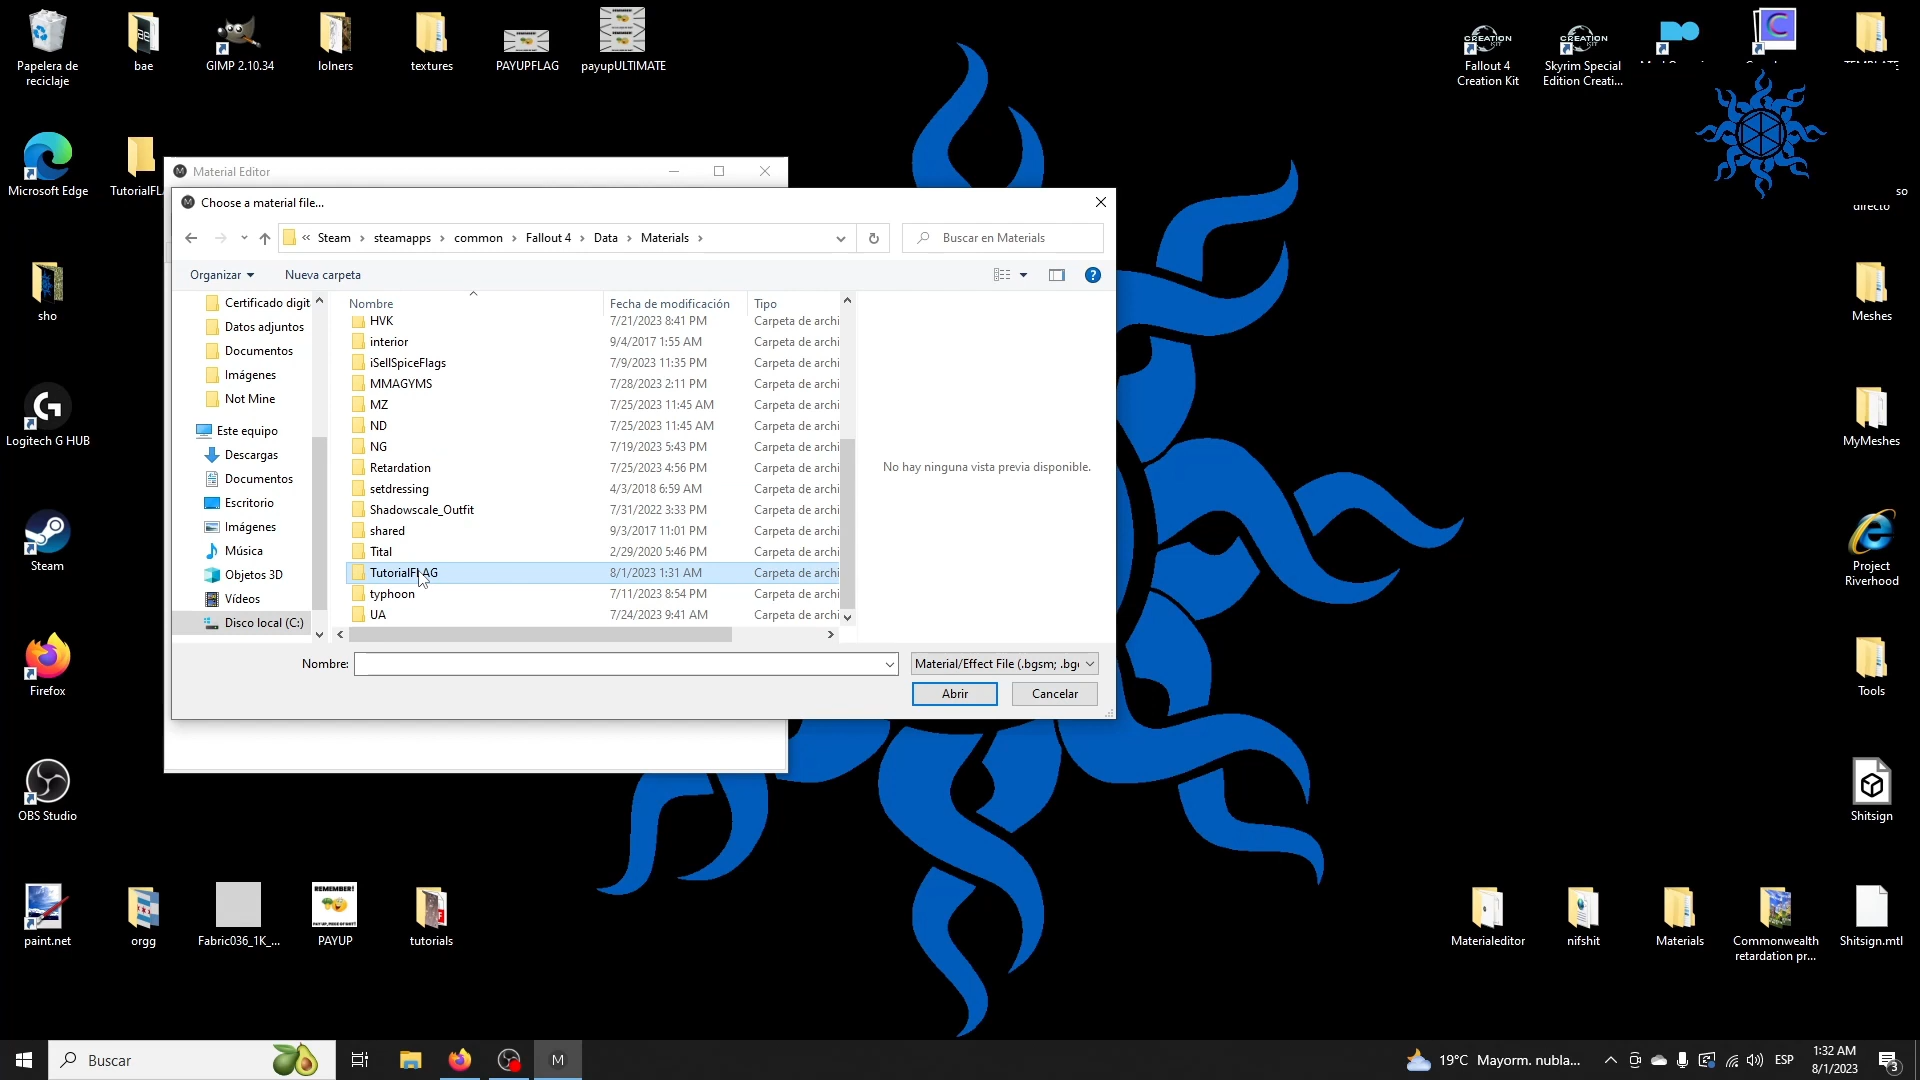 Papelera de
reciclaje
bae
GIMP 2.10.34
lolners
textures
PAYUPFLAG
payupULTIMATE
CREATION
KIT
Fallout 4
Creation Kit
CREATION
KIT
Skyrim Special
Edition Creati...
Microsoft Edge
TutorialFLA
so
directo
sho
Meshes
Logitech G HUB
MyMeshes
Steam
Project
Riverhood
Firefox
Tools
OBS Studio
Shitsign
paint.net
orgg
Fabric036_1K_...
REMEMBER!
PAYUP
tutorials
Materialeditor
nifshit
Materials
Commonwealth
retardation pr...
Shitsign.mtl
Material Editor
Choose a material file...
« Steam › steamapps › common › Fallout 4 › Data › Materials ›
Buscar en Materials
Organizar
Nueva carpeta
Certificado digit
Datos adjuntos
Documentos
Imágenes
Not Mine
Este equipo
Descargas
Documentos
Escritorio
Imágenes
Música
Objetos 3D
Vídeos
Disco local (C:)
Nombre Fecha de modificación Tipo
HVK 7/21/2023 8:41 PM Carpeta de archi
interior 9/4/2017 1:55 AM Carpeta de archi
iSellSpiceFlags 7/9/2023 11:35 PM Carpeta de archi
MMAGYMS 7/28/2023 2:11 PM Carpeta de archi
MZ 7/25/2023 11:45 AM Carpeta de archi
ND 7/25/2023 11:45 AM Carpeta de archi
NG 7/19/2023 5:43 PM Carpeta de archi
Retardation 7/25/2023 4:56 PM Carpeta de archi
setdressing 4/3/2018 6:59 AM Carpeta de archi
Shadowscale_Outfit 7/31/2022 3:33 PM Carpeta de archi
shared 9/3/2017 11:01 PM Carpeta de archi
Tital 2/29/2020 5:46 PM Carpeta de archi
TutorialFLAG 8/1/2023 1:31 AM Carpeta de archi
typhoon 7/11/2023 8:54 PM Carpeta de archi
UA 7/24/2023 9:41 AM Carpeta de archi
No hay ninguna vista previa disponible.
Nombre:
Material/Effect File (.bgsm; .bg
Abrir
Cancelar
Buscar
19°C Mayorm. nubla...
ESP
1:32 AM
8/1/2023
3